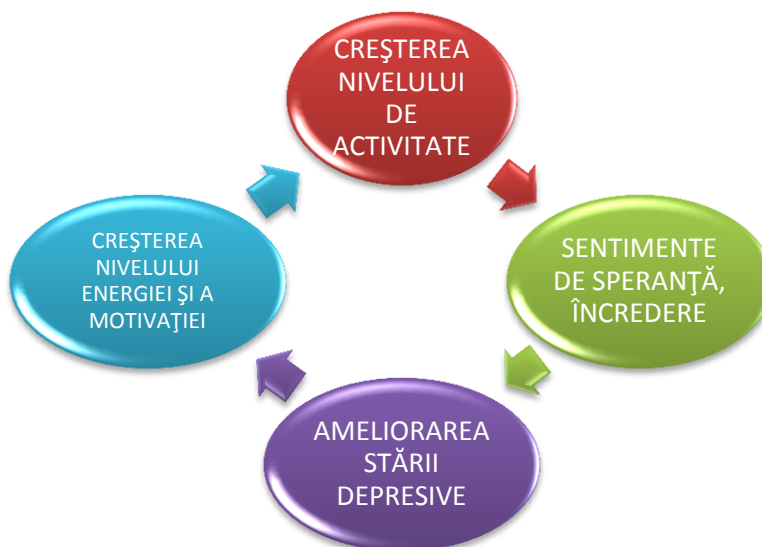 CREŞTEREA
NIVELULUI
DE
ACTIVITATE
SENTIMENTE
DE SPERANŢĂ,
ÎNCREDERE
AMELIORAREA
STĂRII
DEPRESIVE
CREŞTEREA
NIVELULUI
ENERGIEI ŞI A
MOTIVAŢIEI